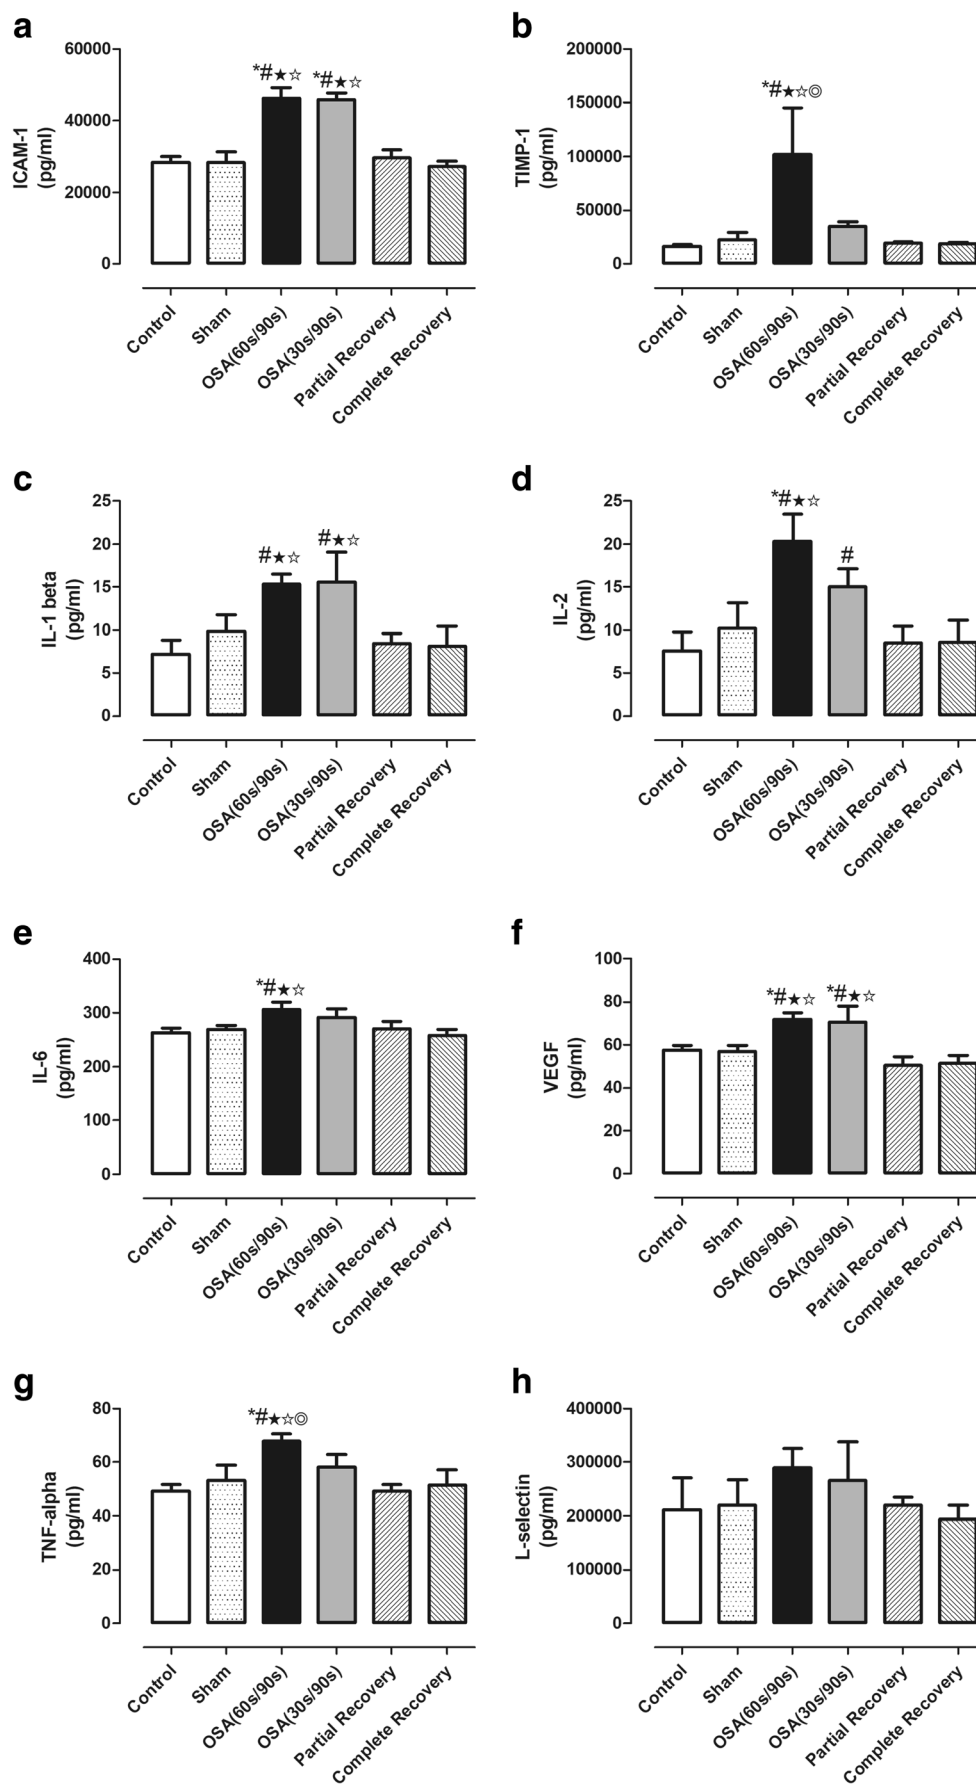 a
ICAM-1
(pg/ml)
60000
40000
20000
0
*#★☆
*#★☆
Control
Sham
OSA(60s/90s)
OSA(30s/90s)
Partial Recovery
Complete Recovery
b
TIMP-1
(pg/ml)
200000
150000
100000
50000
0
*#★☆◎
Control
Sham
OSA(60s/90s)
OSA(30s/90s)
Partial Recovery
Complete Recovery
c
IL-1 beta
(pg/ml)
25
20
15
10
5
0
#★☆
#★☆
Control
Sham
OSA(60s/90s)
OSA(30s/90s)
Partial Recovery
Complete Recovery
d
IL-2
(pg/ml)
25
20
15
10
5
0
*#★☆
#
Control
Sham
OSA(60s/90s)
OSA(30s/90s)
Partial Recovery
Complete Recovery
e
IL-6
(pg/ml)
400
300
200
100
0
*#★☆
Control
Sham
OSA(60s/90s)
OSA(30s/90s)
Partial Recovery
Complete Recovery
f
VEGF
(pg/ml)
100
80
60
40
20
0
*#★☆
*#★☆
Control
Sham
OSA(60s/90s)
OSA(30s/90s)
Partial Recovery
Complete Recovery
g
TNF-alpha
(pg/ml)
80
60
40
20
0
*#★☆◎
Control
Sham
OSA(60s/90s)
OSA(30s/90s)
Partial Recovery
Complete Recovery
h
L-selectin
(pg/ml)
400000
300000
200000
100000
0
Control
Sham
OSA(60s/90s)
OSA(30s/90s)
Partial Recovery
Complete Recovery